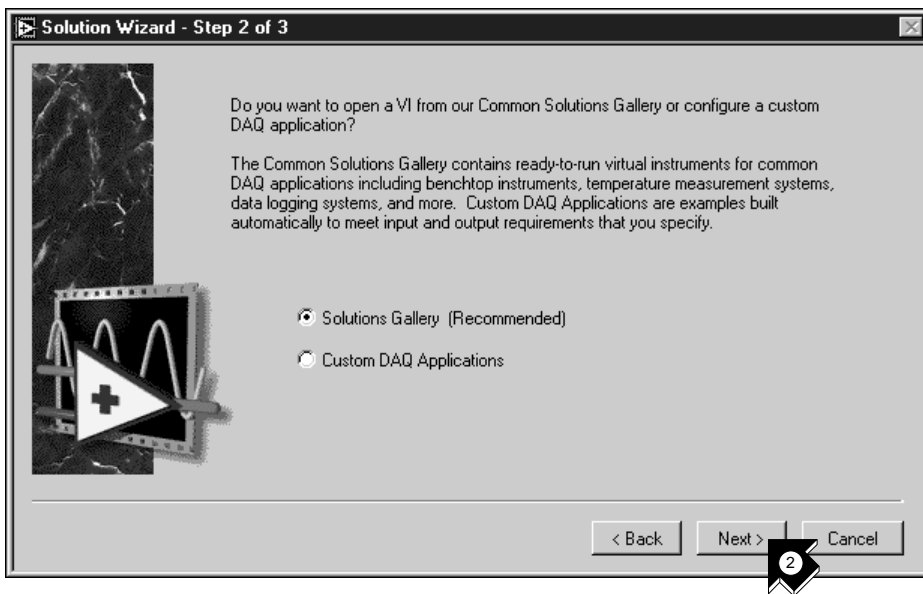 Solution Wizard - Step 2 of 3
Do you want to open a VI from our Common Solutions Gallery or configure a custom
DAQ application?
The Common Solutions Gallery contains ready-to-run virtual instruments for common
DAQ applications including benchtop instruments, temperature measurement systems,
data logging systems, and more.  Custom DAQ Applications are examples built
automatically to meet input and output requirements that you specify.
Solutions Gallery  (Recommended)
Custom DAQ Applications
< Back
Next >
Cancel
2